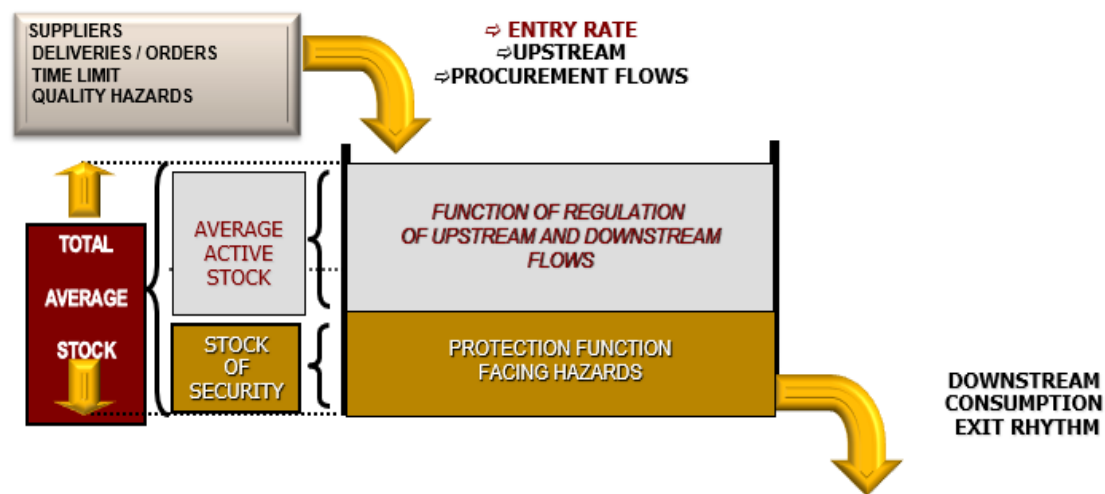 SUPPLIERS
DELIVERIES / ORDERS
TIME LIMIT
QUALITY HAZARDS
⇨ ENTRY RATE
⇨UPSTREAM
⇨PROCUREMENT FLOWS
TOTAL
AVERAGE
STOCK
AVERAGE
ACTIVE
STOCK
STOCK
OF
SECURITY
FUNCTION OF REGULATION
OF UPSTREAM AND DOWNSTREAM
FLOWS
PROTECTION FUNCTION
FACING HAZARDS
DOWNSTREAM
CONSUMPTION
EXIT RHYTHM